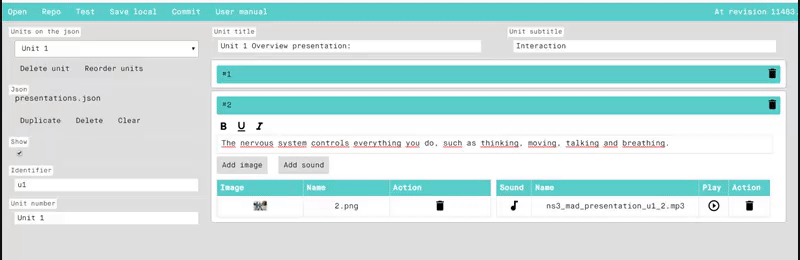 Open Repo Test Save local Commit User manual At revision 11463
Units on the json
Unit 1
Delete unit Reorder units
Json
presentations.json
Duplicate Delete Clear
Show
Identifier
u1
Unit number
Unit 1
Unit title
Unit 1 Overview presentation:
Unit subtitle
Interaction
#1
#2
B U I
The nervous system controls everything you do, such as thinking, moving, talking and breathing.
Add image Add sound
Image Name Action
2.png
Sound Name Play Action
ns3_mad_presentation_u1_2.mp3